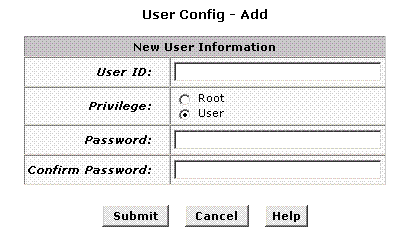 User Config - Add
New User Information
User ID:
Privilege:
Root
User
Password:
Confirm Password:
Submit Cancel Help